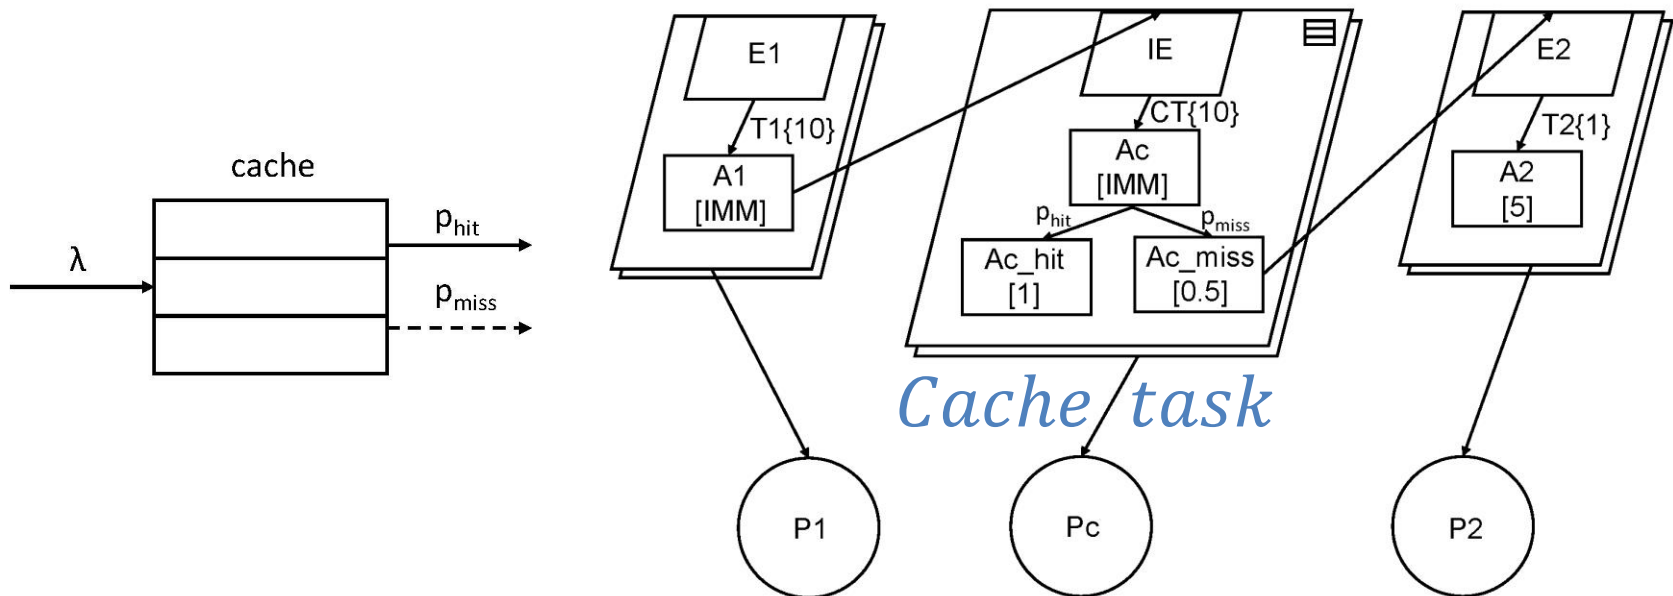 cache
λ
p_hit
p_miss
E1
T1{10}
A1
[IMM]
P1
IE
CT{10}
Ac
[IMM]
p_hit
p_miss
Ac_hit
[1]
Ac_miss
[0.5]
Cache task
Pc
E2
T2{1}
A2
[5]
P2